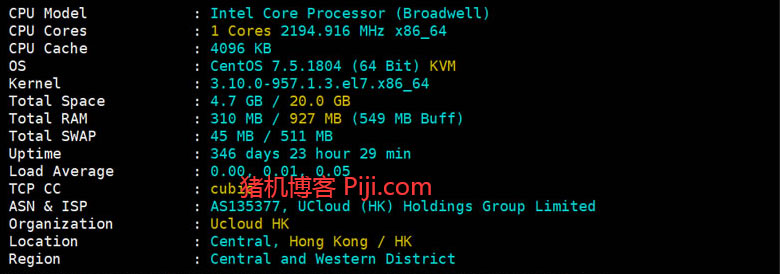 CPU Model : Intel Core Processor (Broadwell)
CPU Cores : 1 Cores 2194.916 MHz x86_64
CPU Cache : 4096 KB
OS : CentOS 7.5.1804 (64 Bit) KVM
Kernel : 3.10.0-957.1.3.el7.x86_64
Total Space : 4.7 GB / 20.0 GB
Total RAM : 310 MB / 927 MB (549 MB Buff)
Total SWAP : 45 MB / 511 MB
Uptime : 346 days 23 hour 29 min
Load Average : 0.00, 0.01, 0.05
TCP CC : cubic
猪机博客 Piji.com
ASN & ISP : AS135377, UCloud (HK) Holdings Group Limited
Organization : Ucloud HK
Location : Central, Hong Kong / HK
Region : Central and Western District